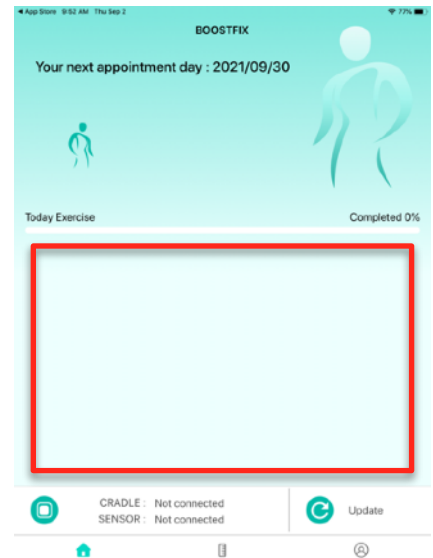 App Store 9:52 AM Thu Sep 2 77%
BOOSTFIX
Your next appointment day : 2021/09/30
Today Exercise Completed 0%
CRADLE : Not connected
SENSOR : Not connected
Update